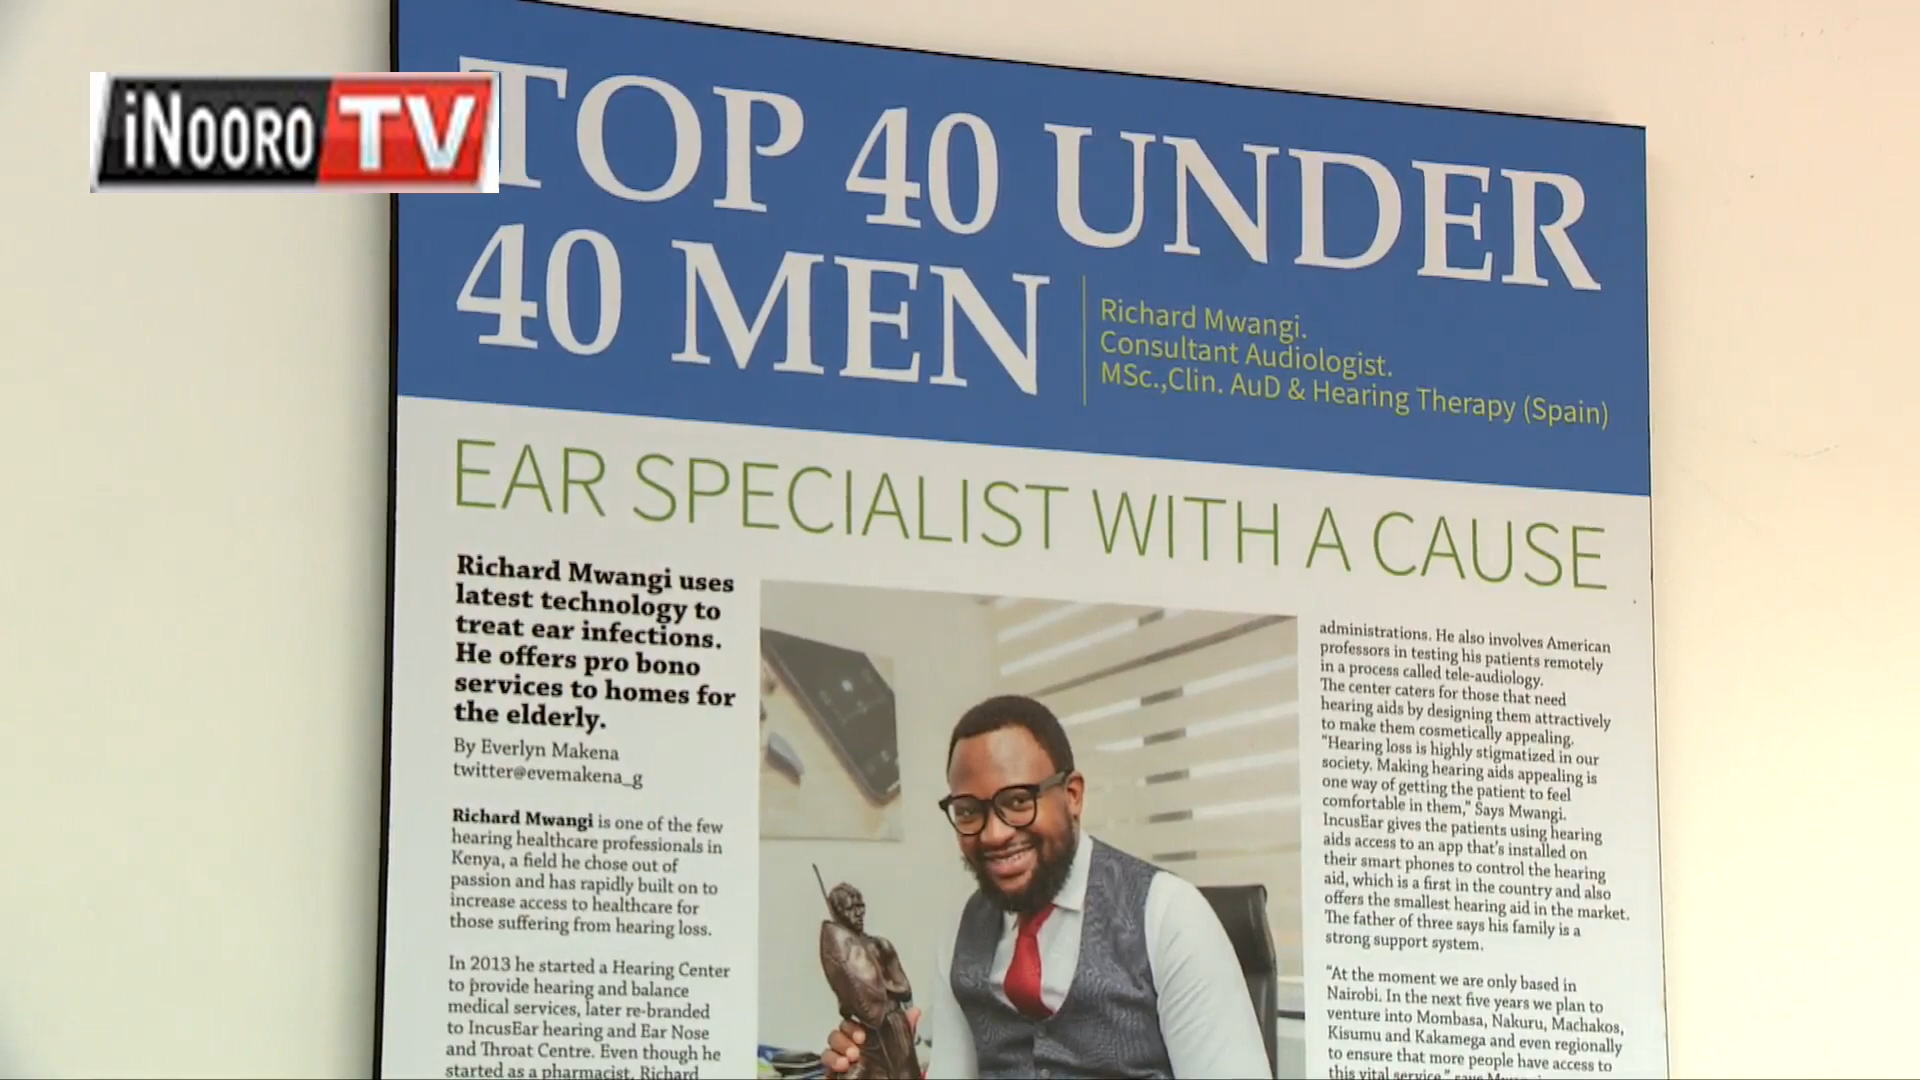 iNOORO TV
TOP 40 UNDER
40 MEN
Richard Mwangi.
Consultant Audiologist.
MSc.,Clin. AuD & Hearing Therapy (Spain)
EAR SPECIALIST WITH A CAUSE
Richard Mwangi uses
latest technology to
treat ear infections.
He offers pro bono
services to homes for
the elderly.
By Everlyn Makena
twitter@evemakena_g
Richard Mwangi is one of the few
hearing healthcare professionals in
Kenya, a field he chose out of
passion and has rapidly built on to
increase access to healthcare for
those suffering from hearing loss.
In 2013 he started a Hearing Center
to provide hearing and balance
medical services, later re-branded
to IncusEar hearing and Ear Nose
and Throat Centre. Even though he
started as a pharmacist, Richard
administrations. He also involves American
professors in testing his patients remotely
in a process called tele-audiology.
The center caters for those that need
hearing aids by designing them attractively
to make them cosmetically appealing.
"Hearing loss is highly stigmatized in our
society. Making hearing aids appealing is
one way of getting the patient to feel
comfortable in them," Says Mwangi.
IncusEar gives the patients using hearing
aids access to an app that's installed on
their smart phones to control the hearing
aid, which is a first in the country and also
offers the smallest hearing aid in the market.
The father of three says his family is a
strong support system.
"At the moment we are only based in
Nairobi. In the next five years we plan to
venture into Mombasa, Nakuru, Machakos,
Kisumu and Kakamega and even regionally
to ensure that more people have access to
this vital service," says